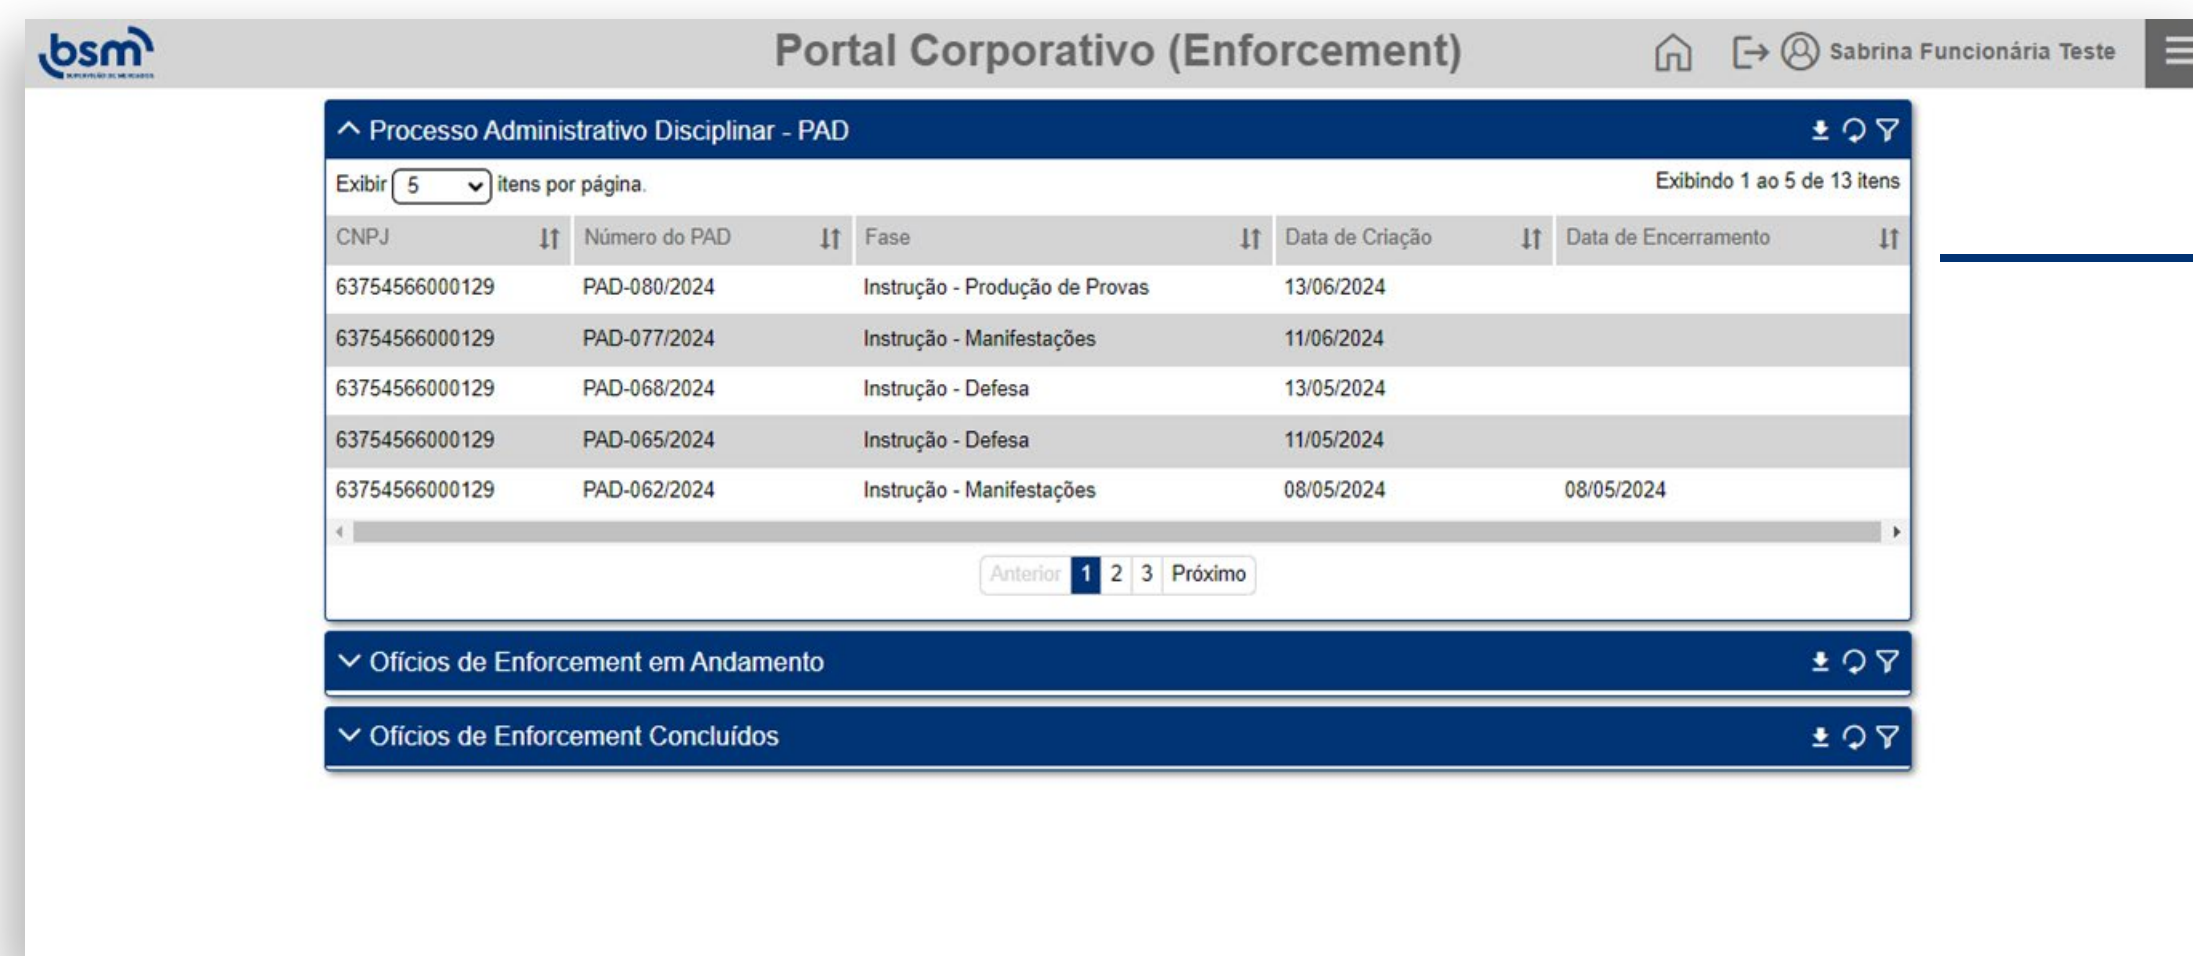 bsm
SUPERVISÃO DE MERCADOS
Portal Corporativo (Enforcement)
Sabrina Funcionária Teste
Processo Administrativo Disciplinar - PAD
Exibir 5 itens por página.
Exibindo 1 ao 5 de 13 itens
CNPJ Número do PAD Fase Data de Criação Data de Encerramento
63754566000129 PAD-080/2024 Instrução - Produção de Provas 13/06/2024
63754566000129 PAD-077/2024 Instrução - Manifestações 11/06/2024
63754566000129 PAD-068/2024 Instrução - Defesa 13/05/2024
63754566000129 PAD-065/2024 Instrução - Defesa 11/05/2024
63754566000129 PAD-062/2024 Instrução - Manifestações 08/05/2024 08/05/2024
Anterior 1 2 3 Próximo
Ofícios de Enforcement em Andamento
Ofícios de Enforcement Concluídos